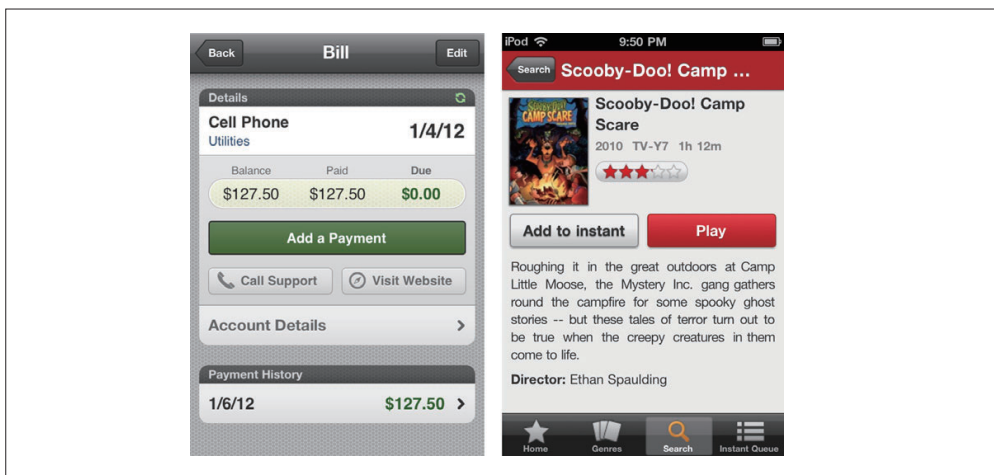 Back Bill Edit
Details
Cell Phone 1/4/12
Utilities
Balance Paid Due
$127.50 $127.50 $0.00
Add a Payment
Call Support Visit Website
Account Details
Payment History
1/6/12 $127.50
iPod 9:50 PM
Search Scooby-Doo! Camp ...
SCOOBY-DOO!
CAMP SCARE
Scooby-Doo! Camp
Scare
2010 TV-Y7 1h 12m
Add to instant Play
Roughing it in the great outdoors at Camp
Little Moose, the Mystery Inc. gang gathers
round the campfire for some spooky ghost
stories -- but these tales of terror turn out to
be true when the creepy creatures in them
come to life.
Director: Ethan Spaulding
Home Genres Search Instant Queue